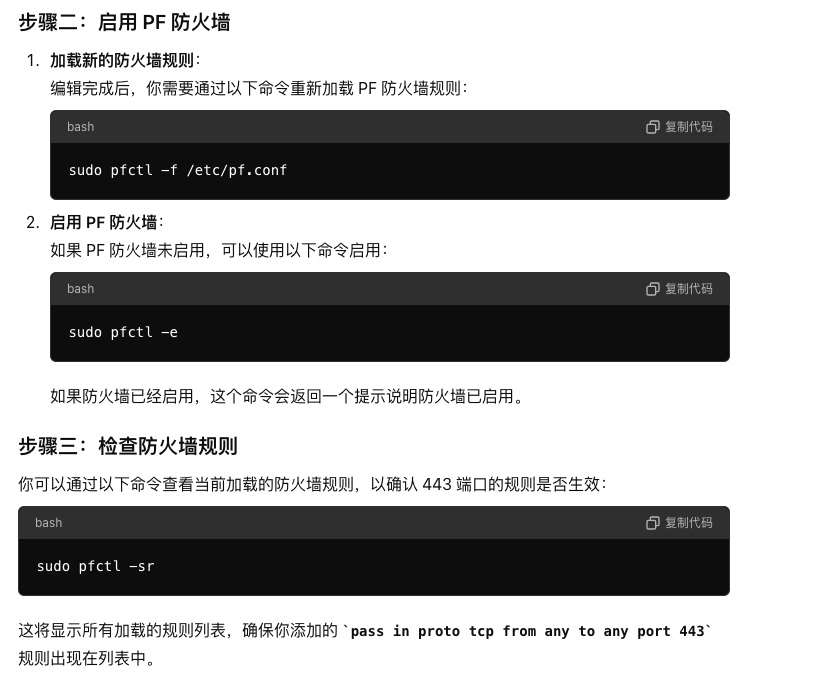 步骤二：启用 PF 防火墙
1. 加载新的防火墙规则：
编辑完成后，你需要通过以下命令重新加载 PF 防火墙规则：
bash 复制代码
sudo pfctl -f /etc/pf.conf
2. 启用 PF 防火墙：
如果 PF 防火墙未启用，可以使用以下命令启用：
bash 复制代码
sudo pfctl -e
如果防火墙已经启用，这个命令会返回一个提示说明防火墙已启用。
步骤三：检查防火墙规则
你可以通过以下命令查看当前加载的防火墙规则，以确认 443 端口的规则是否生效：
bash 复制代码
sudo pfctl -sr
这将显示所有加载的规则列表，确保你添加的 `pass in proto tcp from any to any port 443`
规则出现在列表中。